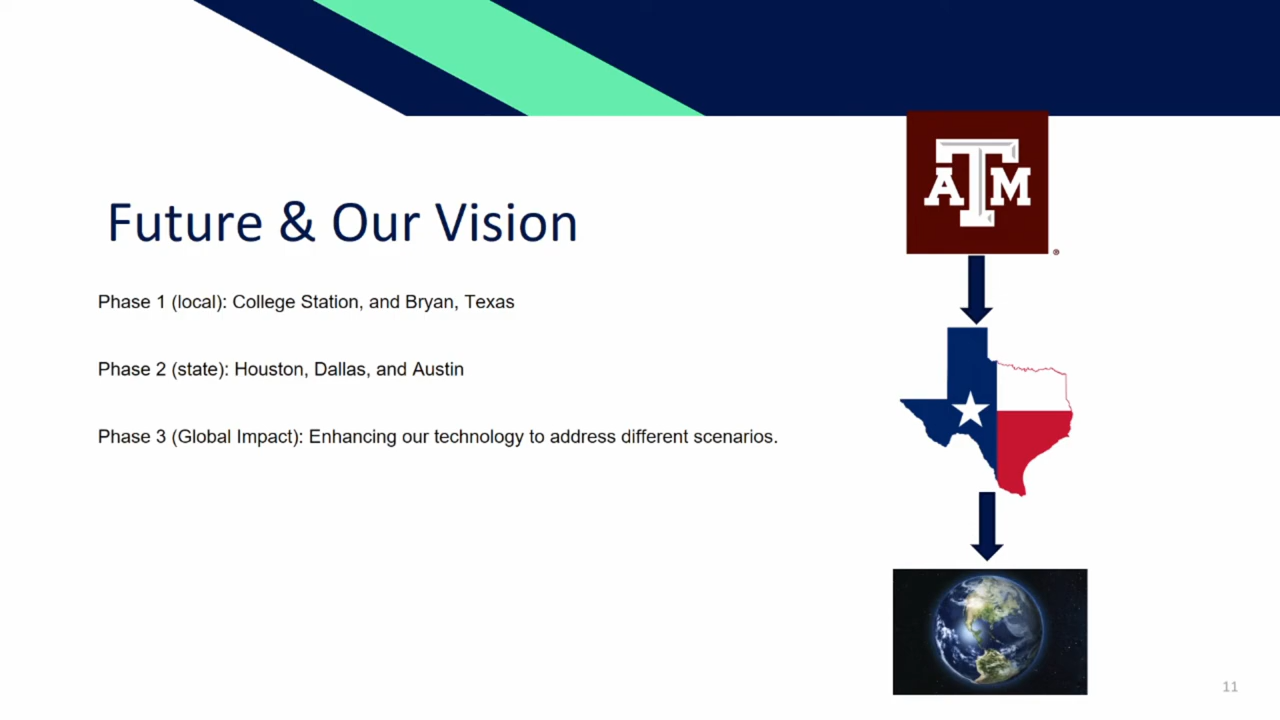 ATM
®
Future & Our Vision
Phase 1 (local): College Station, and Bryan, Texas
Phase 2 (state): Houston, Dallas, and Austin
Phase 3 (Global Impact): Enhancing our technology to address different scenarios.
11